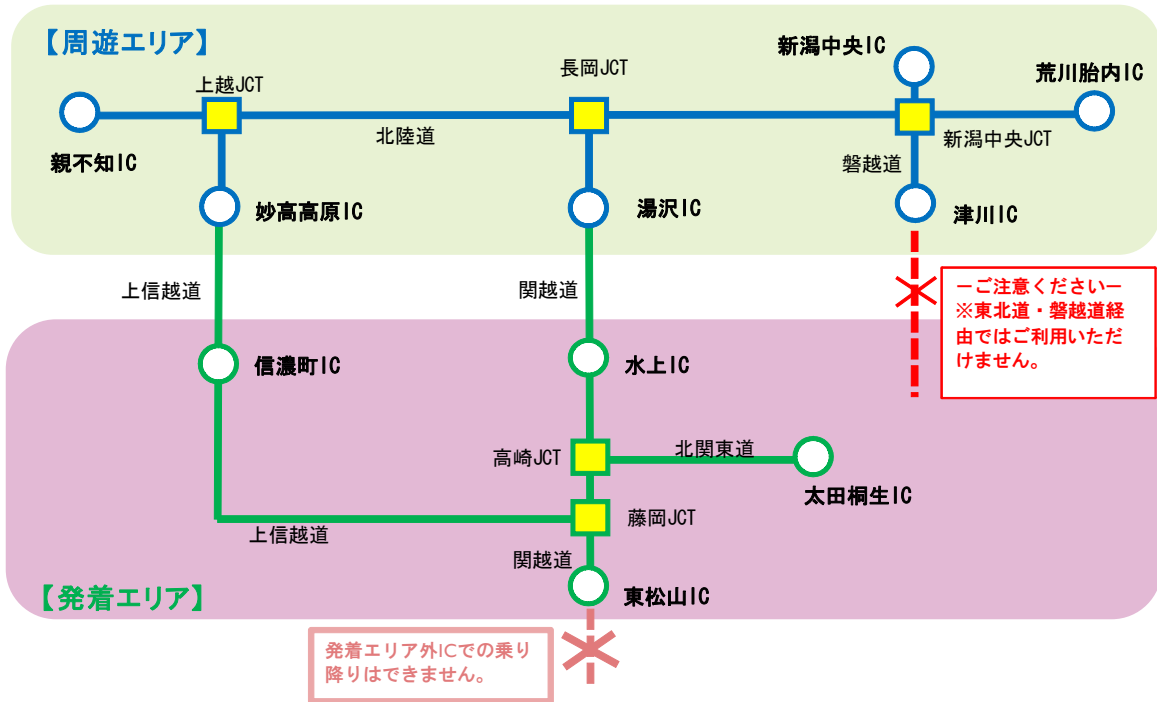 【周遊エリア】
新潟中央IC
長岡JCT
荒川胎内IC
上越JCT
北陸道
新潟中央JCT
親不知IC
磐越道
妙高高原IC
湯沢IC
津川IC
上信越道
関越道
－ご注意ください－
※東北道・磐越道経
由ではご利用いただ
けません。
信濃町IC
水上IC
高崎JCT
北関東道
太田桐生IC
藤岡JCT
上信越道
関越道
【発着エリア】
東松山IC
発着エリア外ICでの乗り
降りはできません。